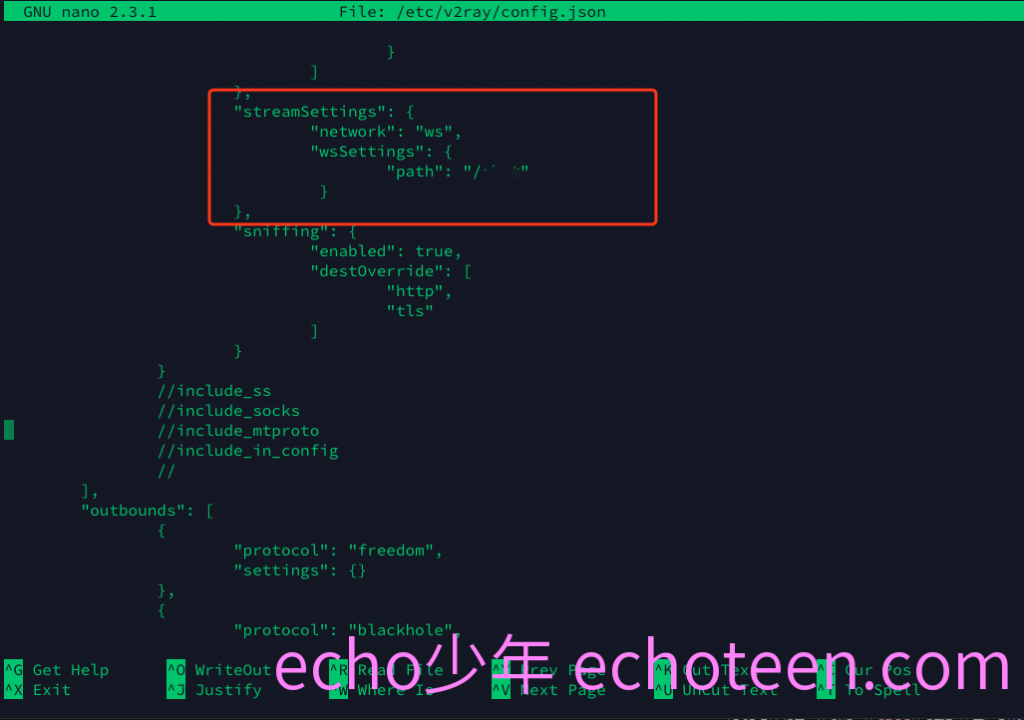 GNU nano 2.3.1 File: /etc/v2ray/config.json
}
]
},
"streamSettings": {
"network": "ws",
"wsSettings": {
"path": "/ "
}
},
"sniffing": {
"enabled": true,
"destOverride": [
"http",
"tls"
]
}
}
//include_ss
//include_socks
//include_mtproto
//include_in_config
//
],
"outbounds": [
{
"protocol": "freedom",
"settings": {}
},
{
"protocol": "blackhole",
^G Get Help ^O WriteOut ^R Read File ^Y Prev Page ^K Cut Text Cur Pos
^X Exit ^J Justify ^W Where Is ^V Next Page ^U UnCut Text ^T To Spell
echo少年 echoteen.com